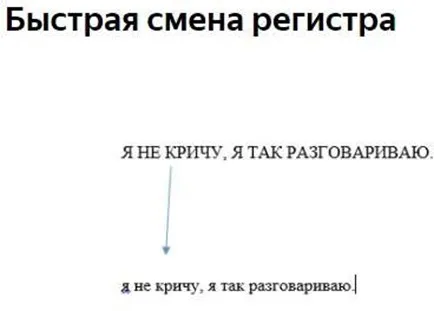 Быстрая смена регистра
Я НЕ КРИЧУ, Я ТАК РАЗГОВАРИВАЮ.
я не кричу, я так разговариваю.